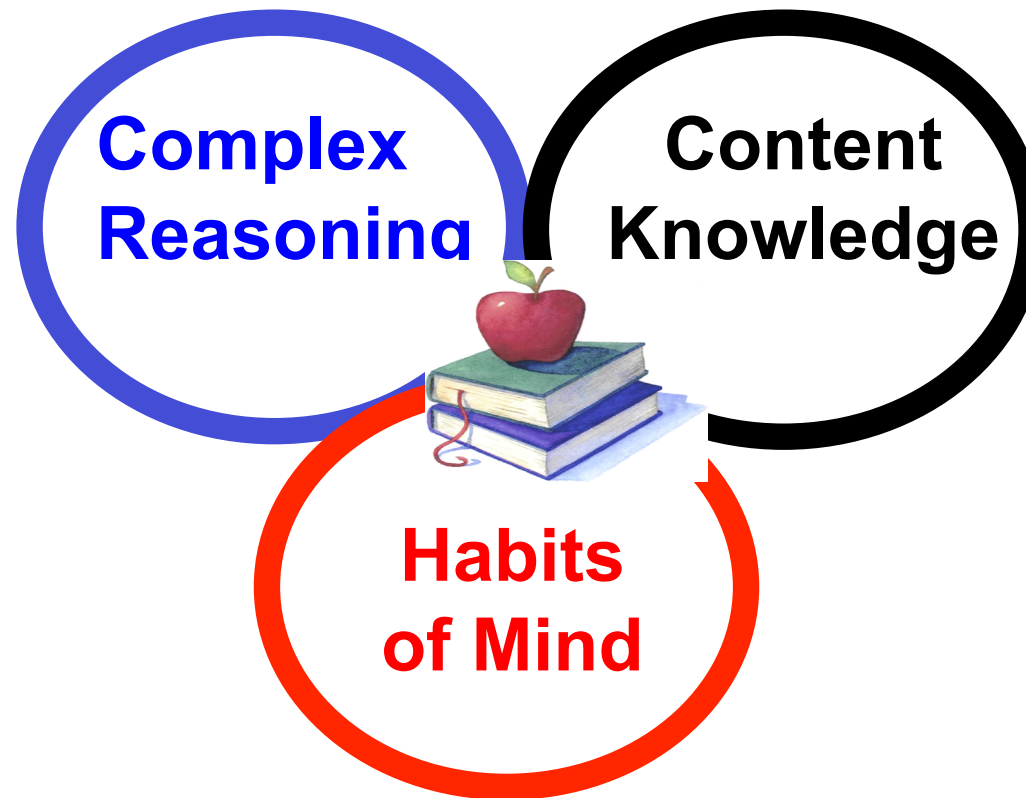 Complex
Reasoning
Content
Knowledge
Habits
of Mind